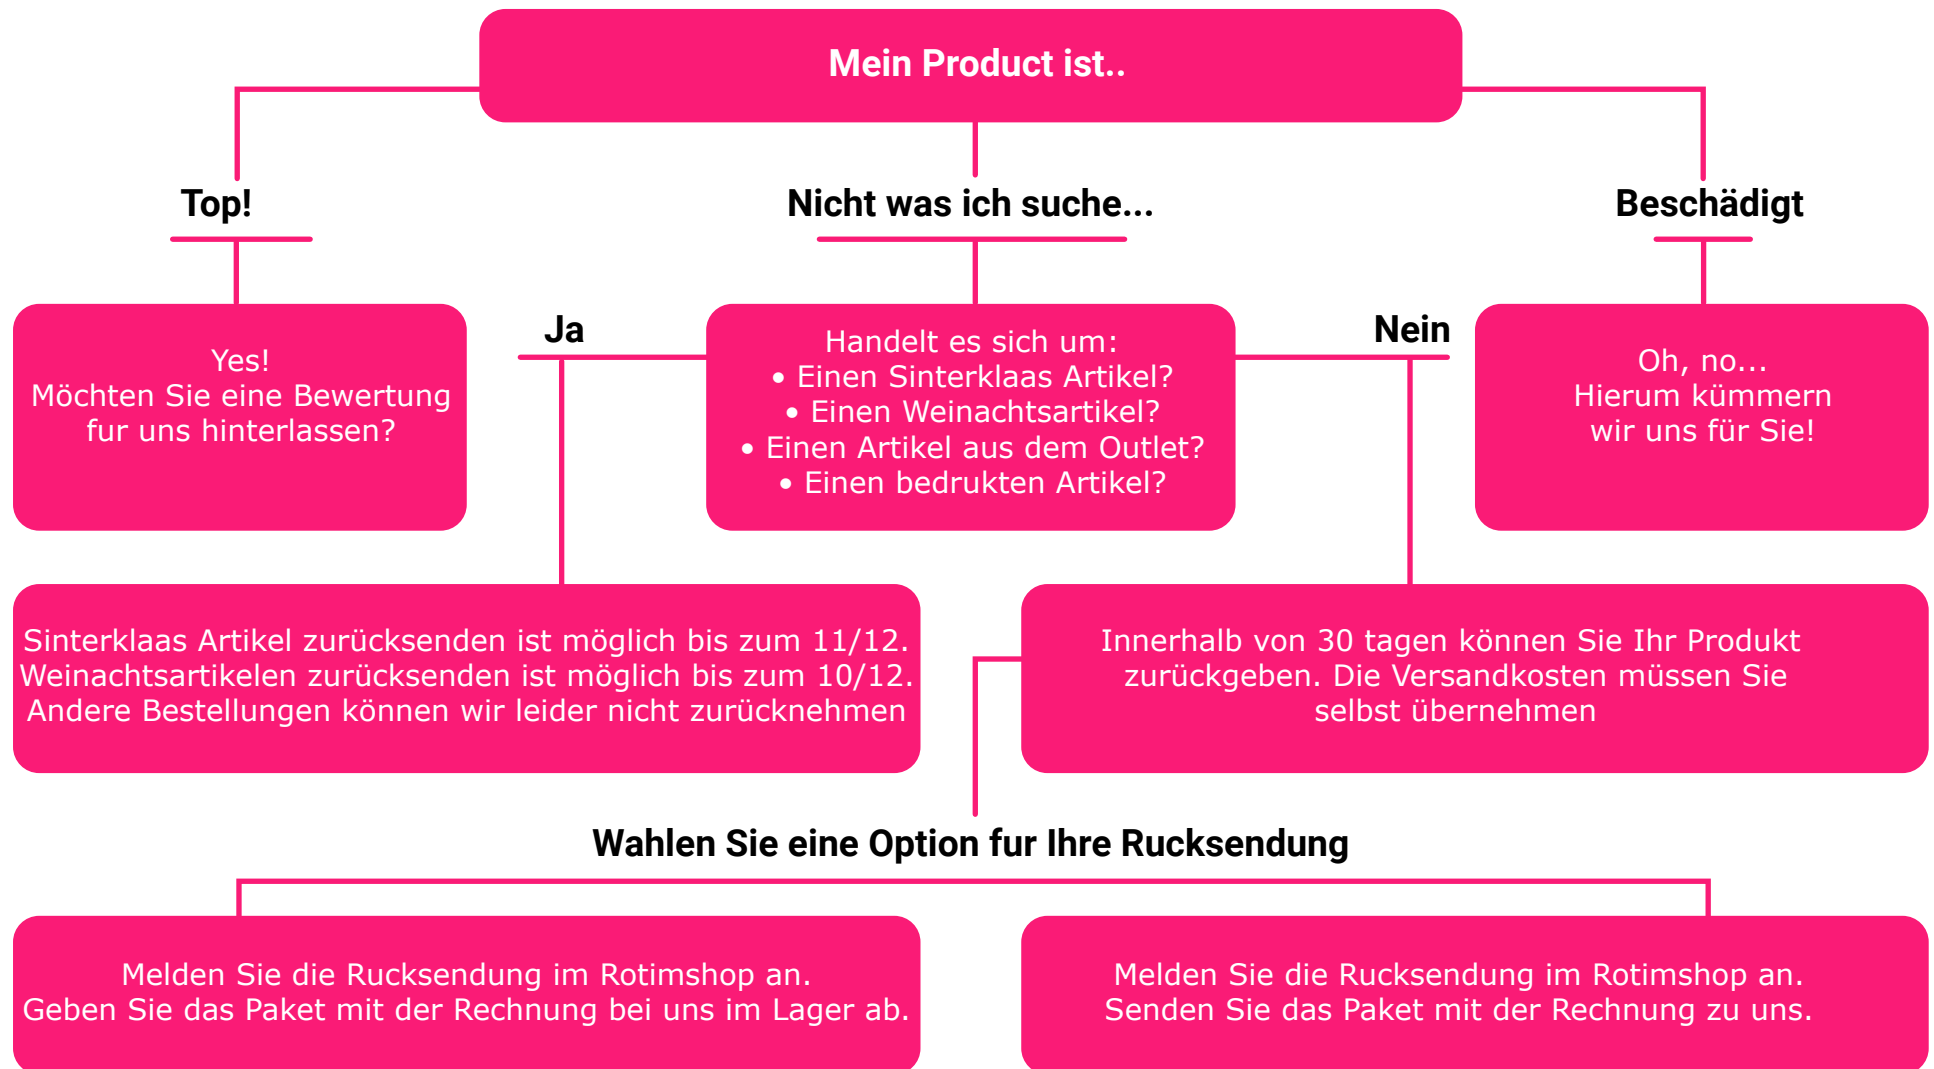 Mein Product ist..
Top!
Nicht was ich suche...
Beschädigt
Yes!
Möchten Sie eine Bewertung
fur uns hinterlassen?
Ja
Handelt es sich um:
• Einen Sinterklaas Artikel?
• Einen Weinachtsartikel?
• Einen Artikel aus dem Outlet?
• Einen bedrukten Artikel?
Nein
Oh, no...
Hierum kümmern
wir uns für Sie!
Sinterklaas Artikel zurücksenden ist möglich bis zum 11/12.
Weinachtsartikelen zurücksenden ist möglich bis zum 10/12.
Andere Bestellungen können wir leider nicht zurücknehmen
Innerhalb von 30 tagen können Sie Ihr Produkt
zurückgeben. Die Versandkosten müssen Sie
selbst übernehmen
Wahlen Sie eine Option fur Ihre Rucksendung
Melden Sie die Rucksendung im Rotimshop an.
Geben Sie das Paket mit der Rechnung bei uns im Lager ab.
Melden Sie die Rucksendung im Rotimshop an.
Senden Sie das Paket mit der Rechnung zu uns.